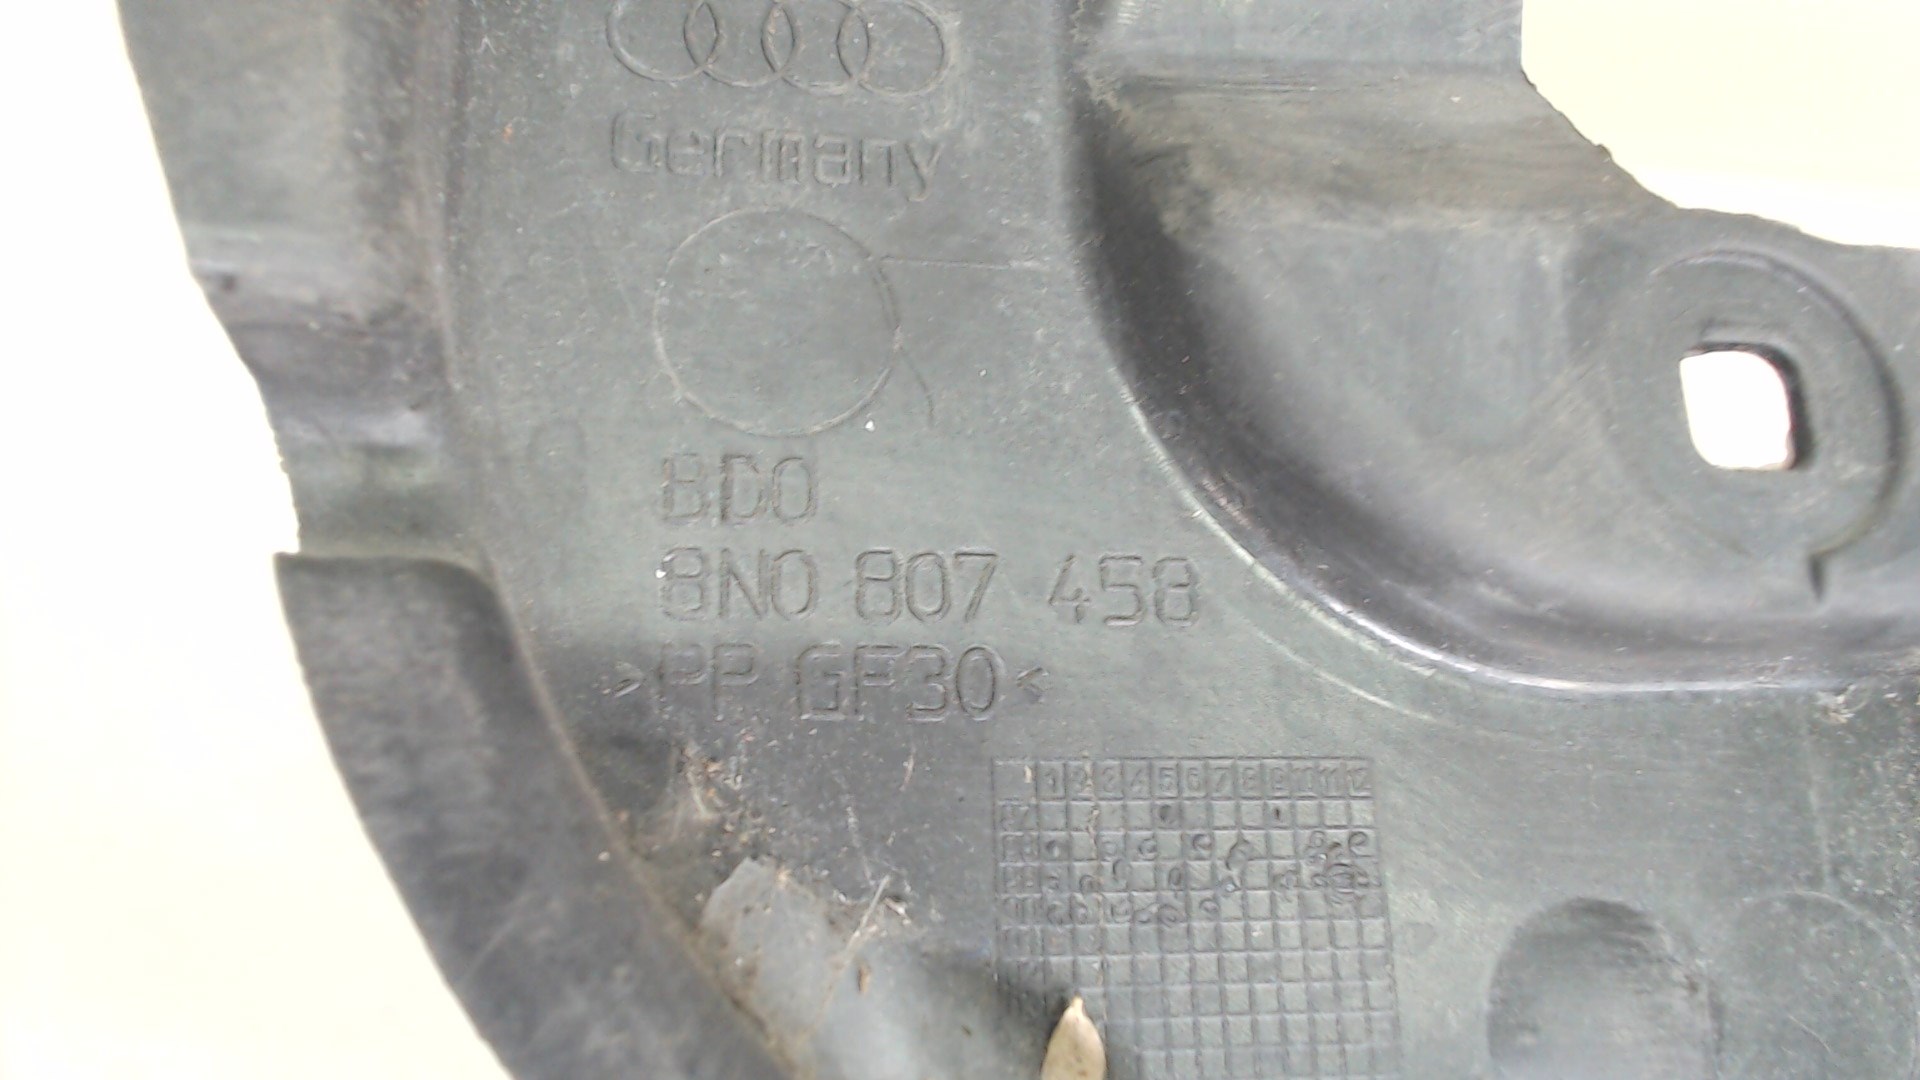 Germany
8D0
8N0 807 458
>PP GF30<
1 2 3 4 5 6 7 8 9 10 11 12